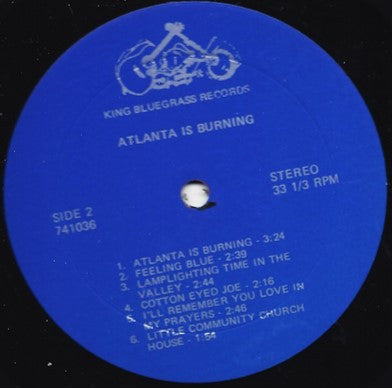 KING BLUEGRASS RECORDS
ATLANTA IS BURNING
STEREO
33 1/3 RPM
SIDE 2
741036
1. ATLANTA IS BURNING - 3:24
2. FEELING BLUE - 2:39
3. LAMPLIGHTING TIME IN THE
VALLEY - 2:44
4. COTTON EYED JOE - 2:16
5. I'LL REMEMBER YOU LOVE IN
MY PRAYERS - 2:46
6. LITTLE COMMUNITY CHURCH
HOUSE - 1:54